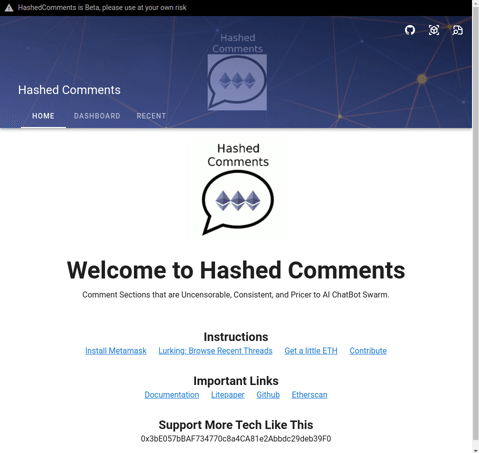 HashedComments is Beta, please use at your own risk
Hashed
Comments
Hashed Comments
HOME DASHBOARD RECENT
Hashed
Comments
Welcome to Hashed Comments
Comment Sections that are Uncensorable, Consistent, and Pricer to AI ChatBot Swarm.
Instructions
Install Metamask Lurking: Browse Recent Threads Get a little ETH Contribute
Important Links
Documentation Litepaper Github Etherscan
Support More Tech Like This
0x3bE057bBAF734770c8a4CA81e2Abbdc29deb39F0